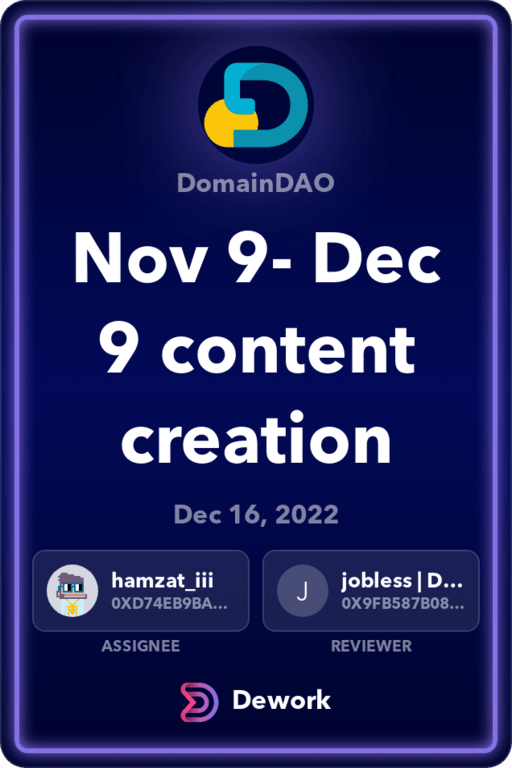 DomainDAO
Nov 9- Dec
9 content
creation
Dec 16, 2022
hamzat_iii
0XD74EB9BA...
ASSIGNEE
J
jobless | D...
0X9FB587B08...
REVIEWER
Dework